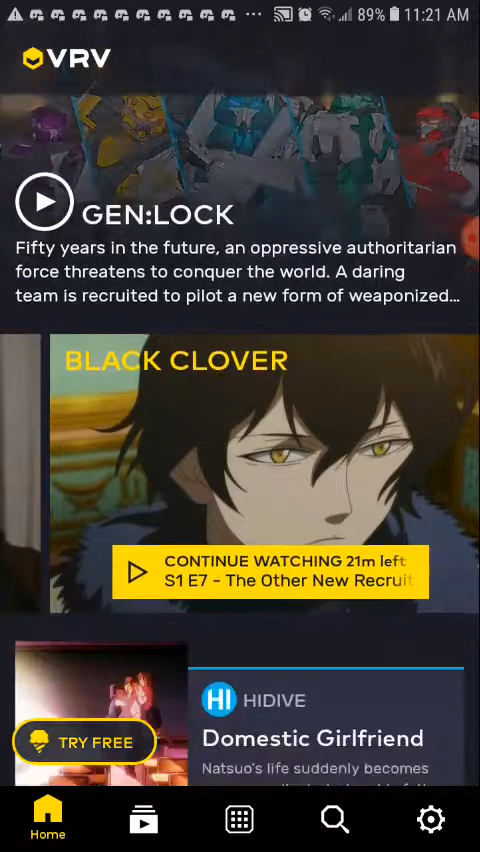 89% 11:21 AM
VRV
GEN:LOCK
Fifty years in the future, an oppressive authoritarian
force threatens to conquer the world. A daring
team is recruited to pilot a new form of weaponized...
BLACK CLOVER
CONTINUE WATCHING 21m left
S1 E7 - The Other New Recruit
HI HIDIVE
Domestic Girlfriend
Natsuo's life suddenly becomes
TRY FREE
Home